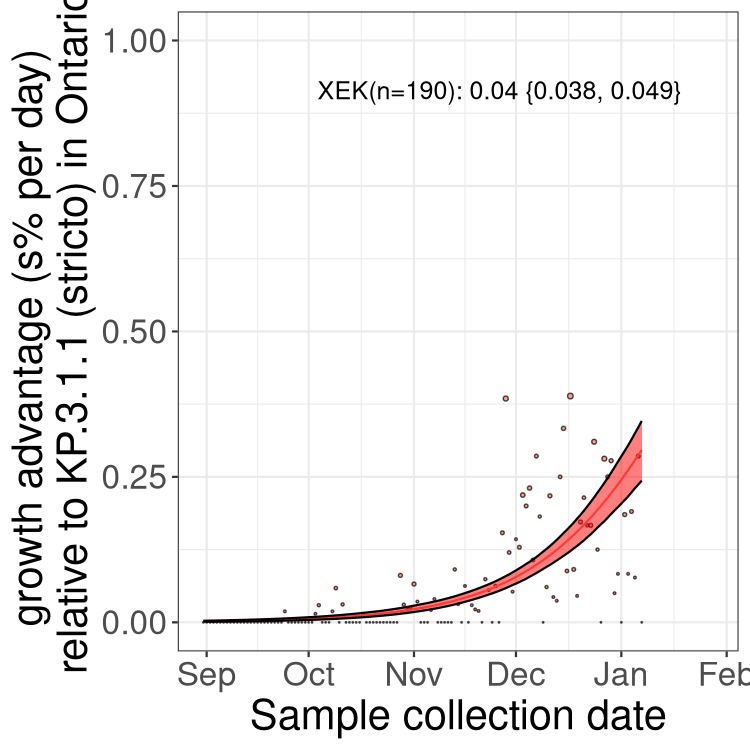 growth advantage (s% per day)
relative to KP.3.1.1 (stricto) in Ontario
1.00
0.75
0.50
0.25
0.00
XEK(n=190): 0.04 {0.038, 0.049}
Sep Oct Nov Dec Jan Feb
Sample collection date